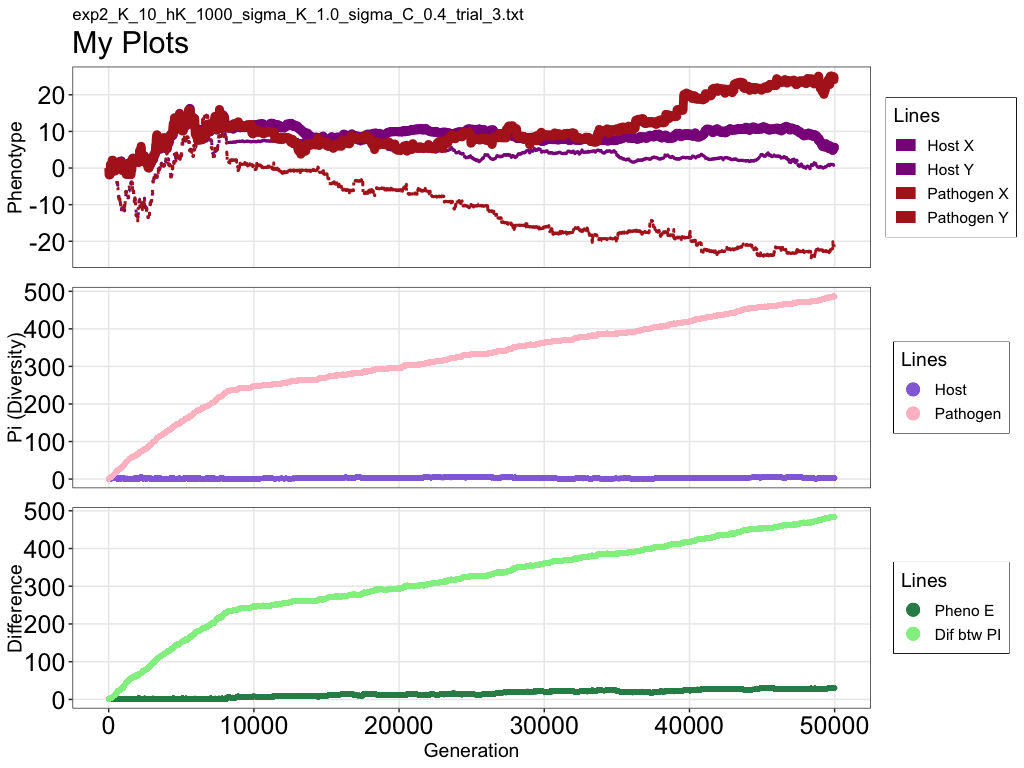 exp2_K_10_hK_1000_sigma_K_1.0_sigma_C_0.4_trial_3.txt
My Plots
Phenotype
20
10
0
-10
-20
Lines
Host X
Host Y
Pathogen X
Pathogen Y
Pi (Diversity)
500
400
300
200
100
0
Lines
Host
Pathogen
Difference
500
400
300
200
100
0
Lines
Pheno E
Dif btw PI
0 10000 20000 30000 40000 50000
Generation